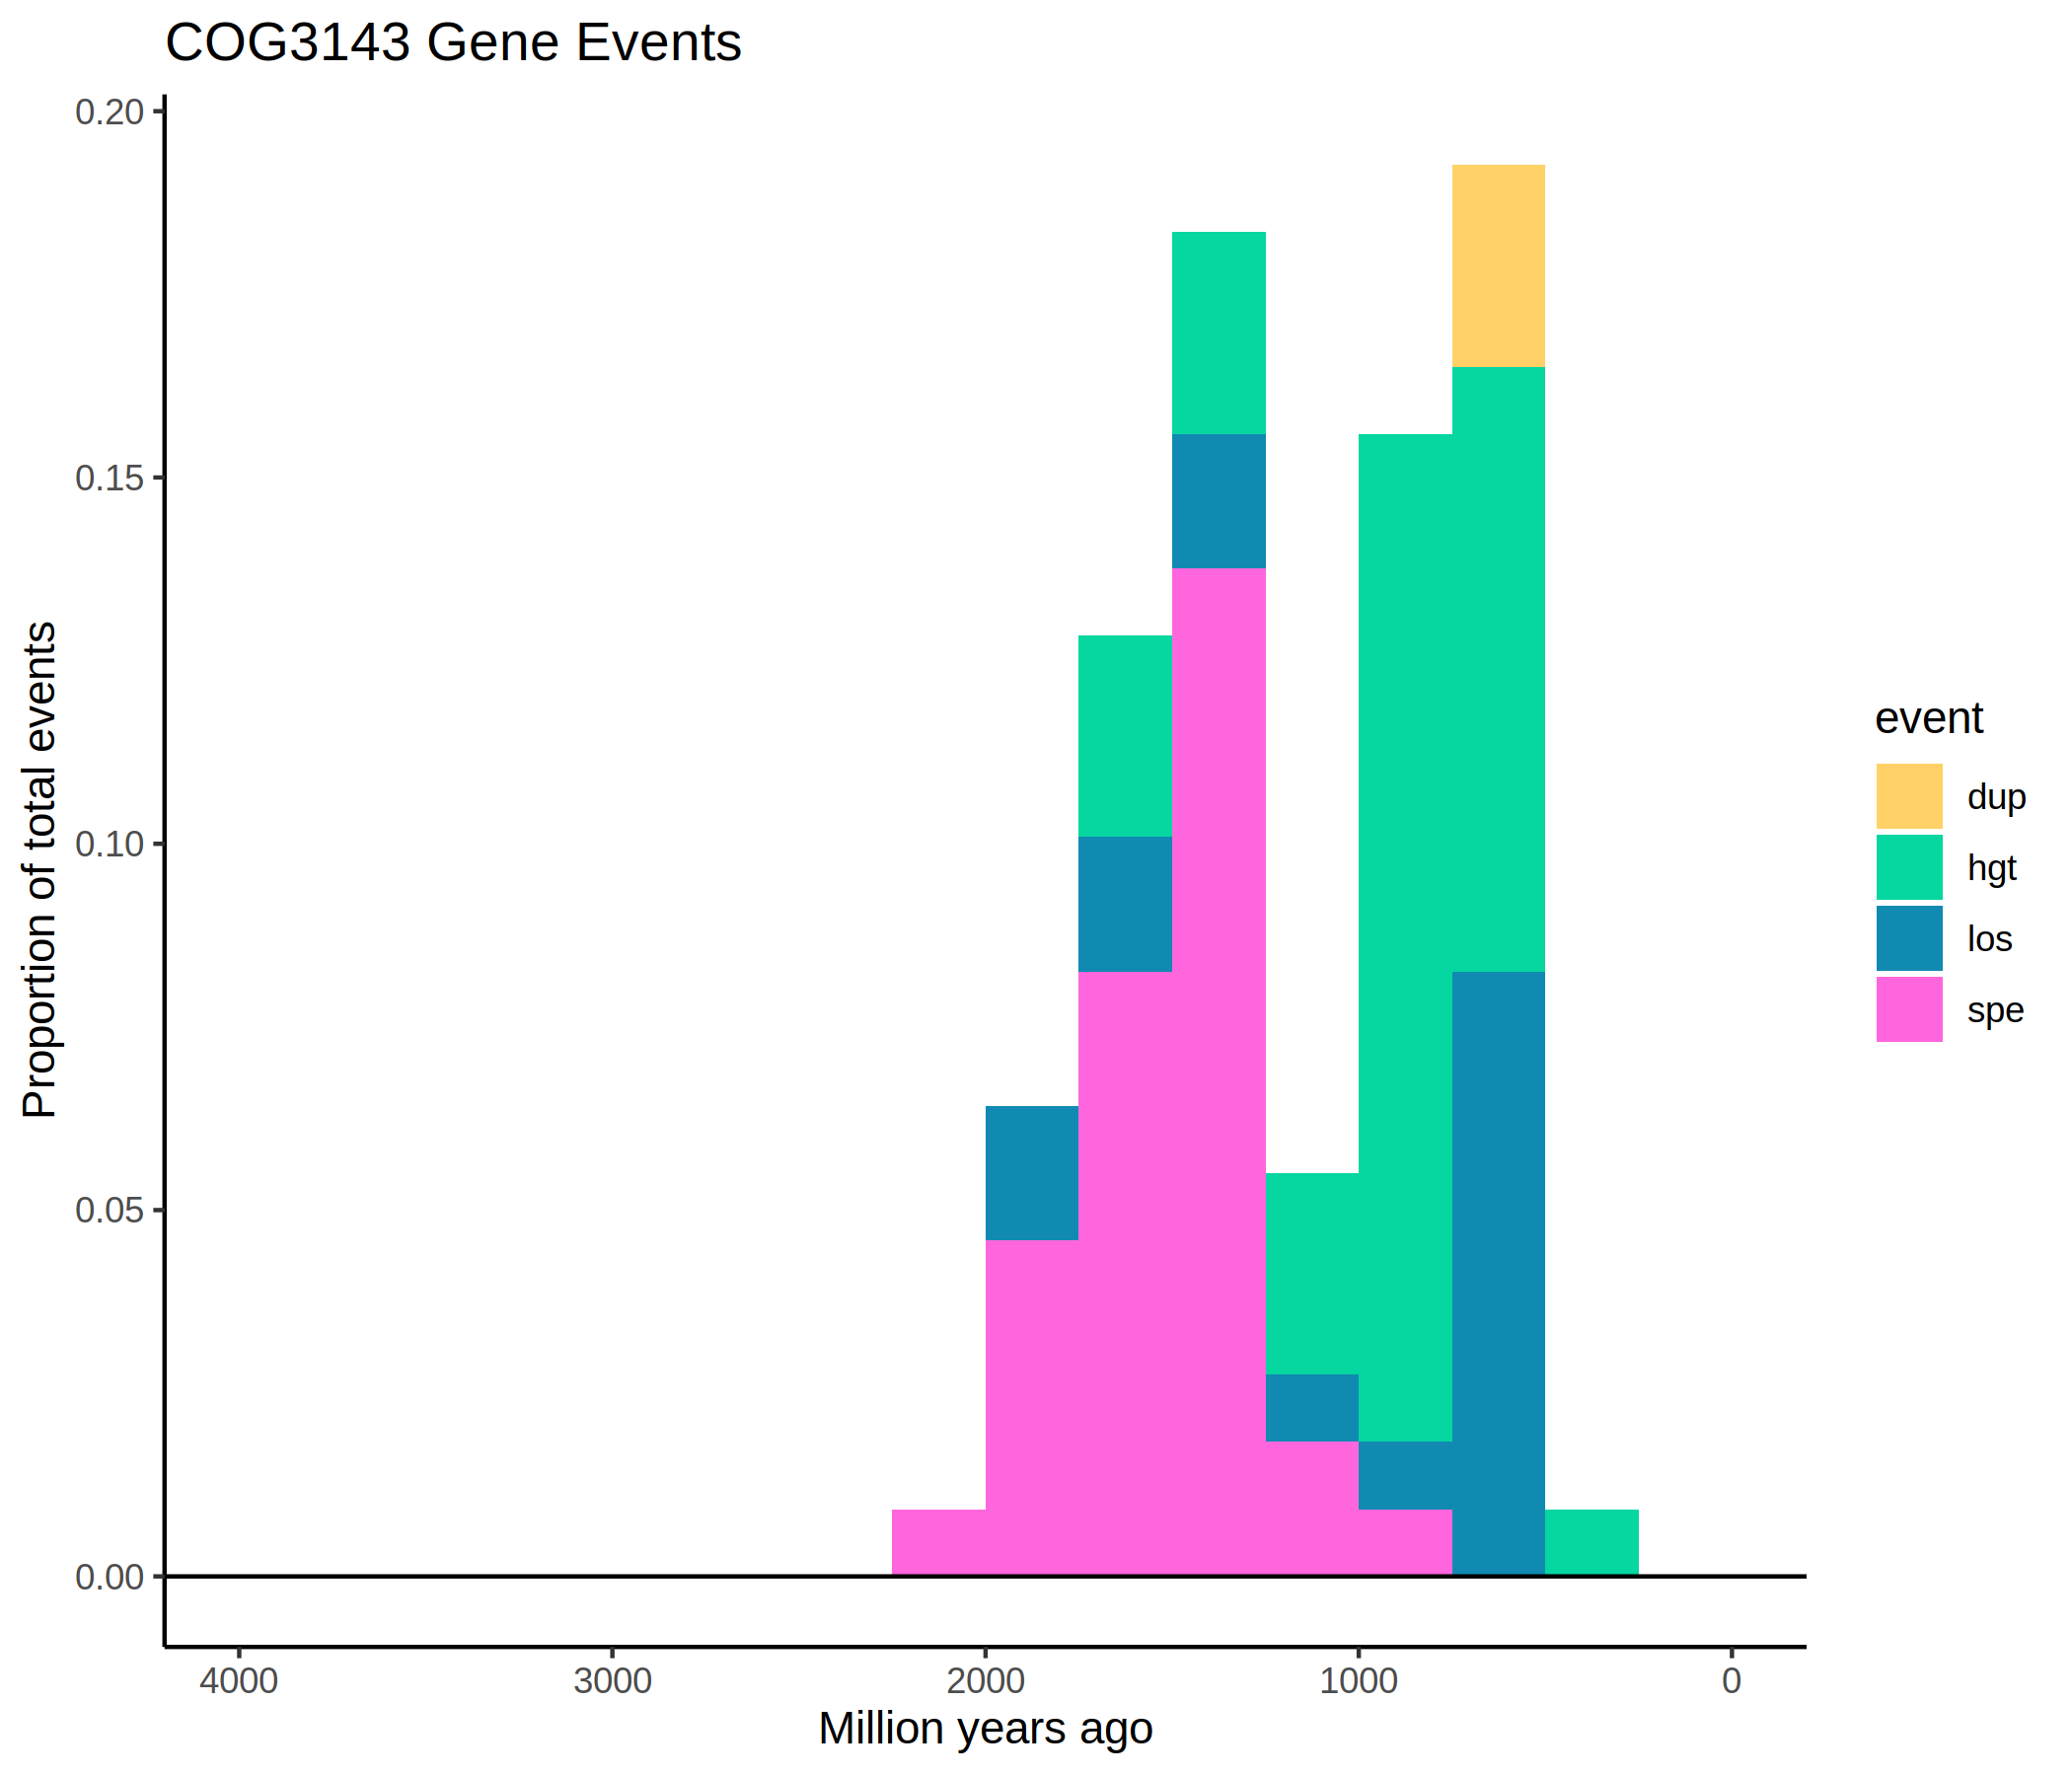 COG3143 Gene Events
0.20
0.15
0.10
0.05
0.00
Proportion of total events
4000 3000 2000 1000 0
Million years ago
event
dup
hgt
los
spe